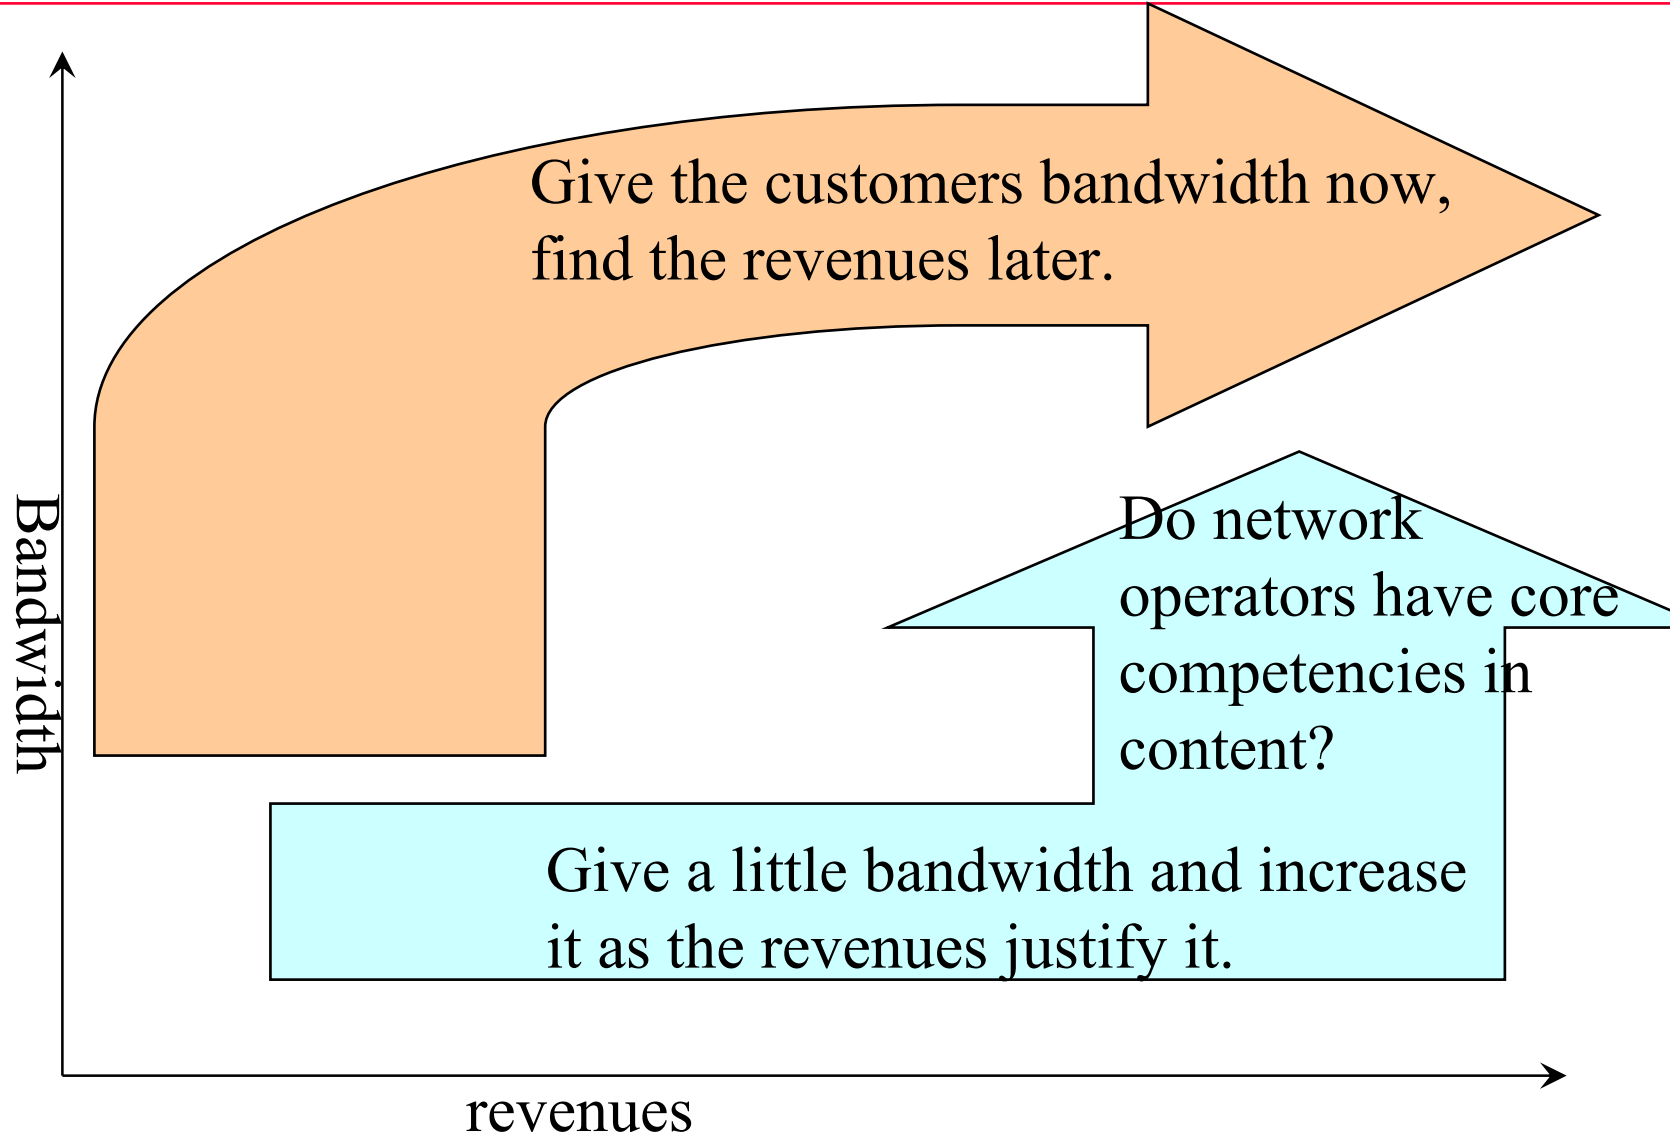 Give the customers bandwidth now,
find the revenues later.
Do network
operators have core
competencies in
content?
Bandwidth
Give a little bandwidth and increase
it as the revenues justify it.
revenues